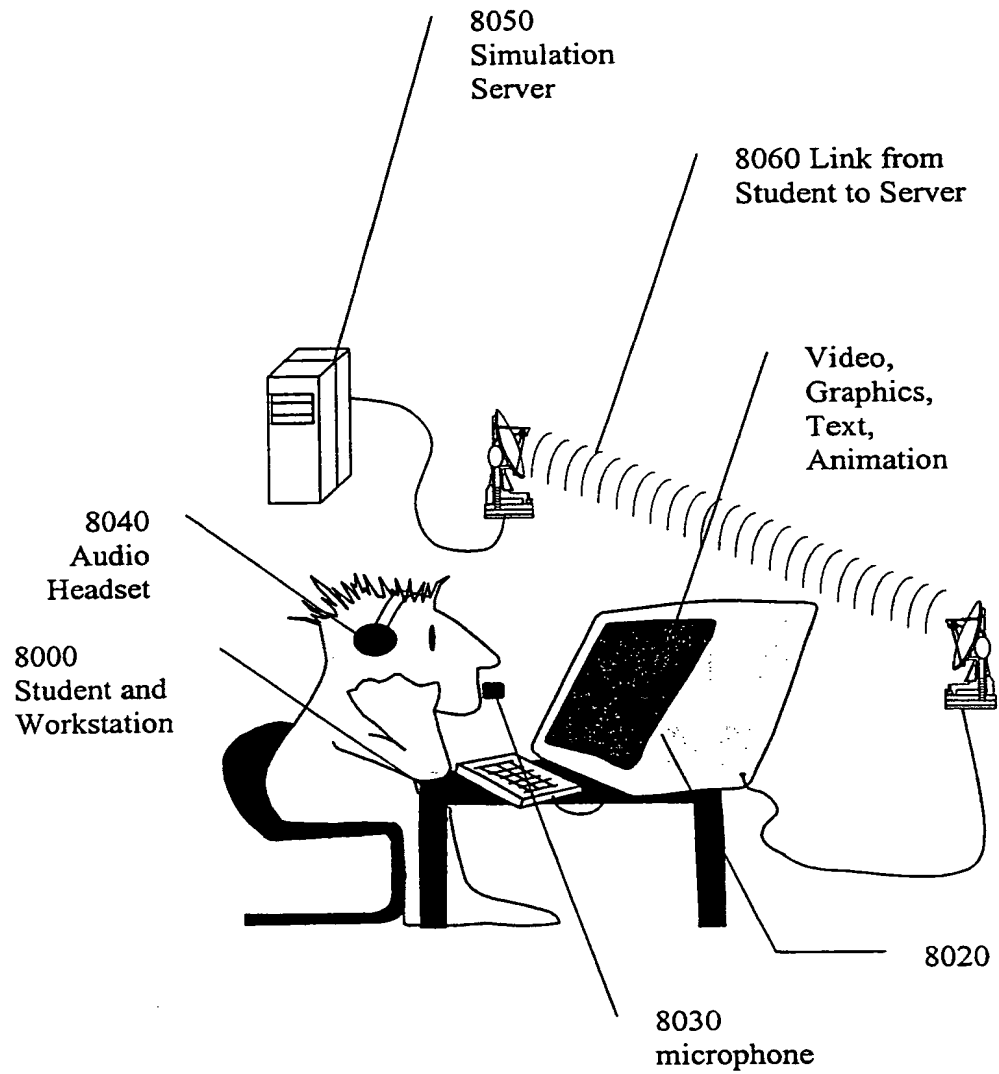 8050
Simulation
Server
8060 Link from
Student to Server
Video,
Graphics,
Text,
Animation
8040
Audio
Headset
8000
Student and
Workstation
8020
8030
microphone